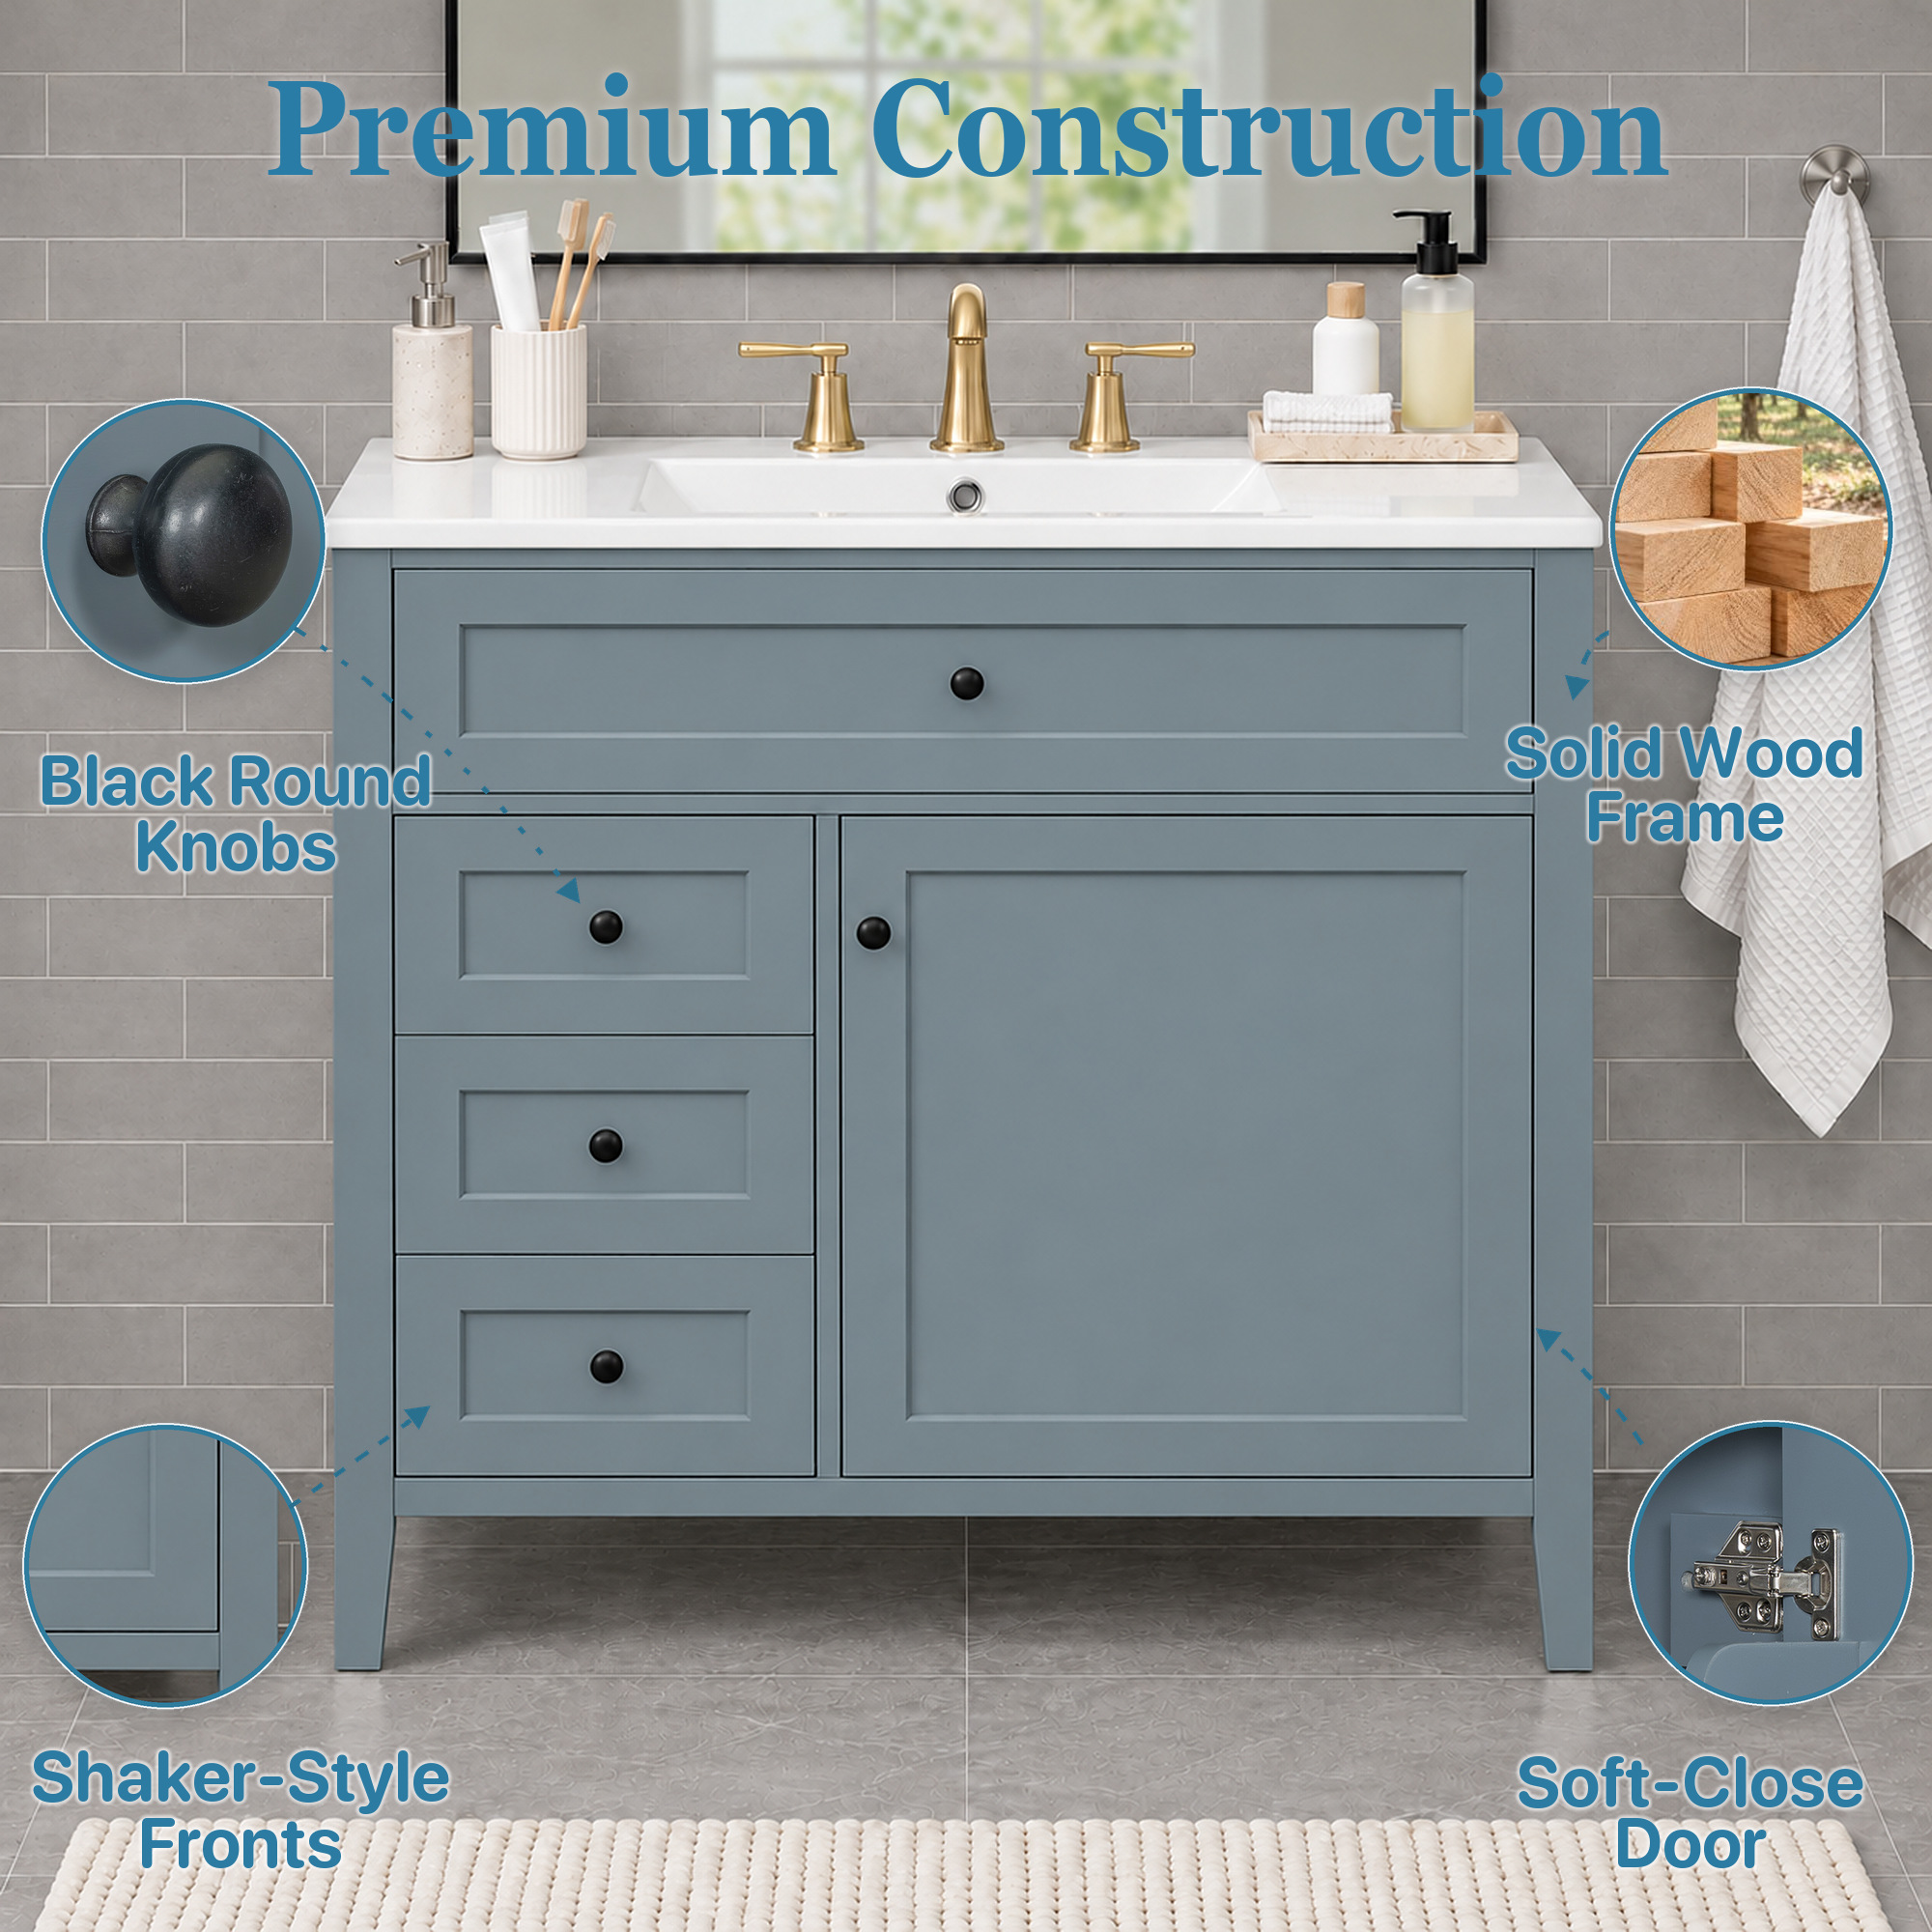 Premium Construction
Black Round
Knobs
Solid Wood
Frame
Shaker-Style
Fronts
Soft-Close
Door